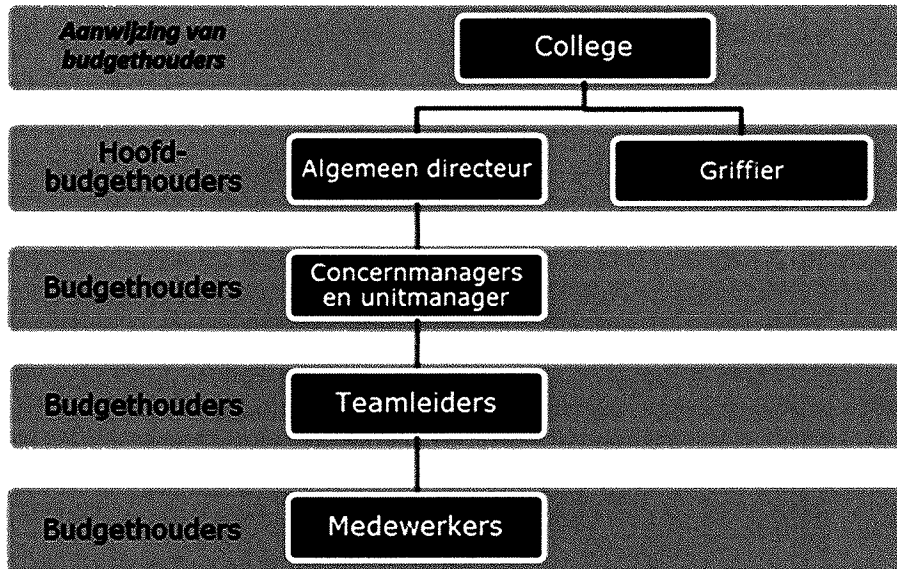 Aanwijzing van
budgethouders
College
Hoofd-
budgethouders
Algemeen directeur
Griffier
Budgethouders
Concernmanagers
en unitmanager
Budgethouders
Teamleiders
Budgethouders
Medewerkers